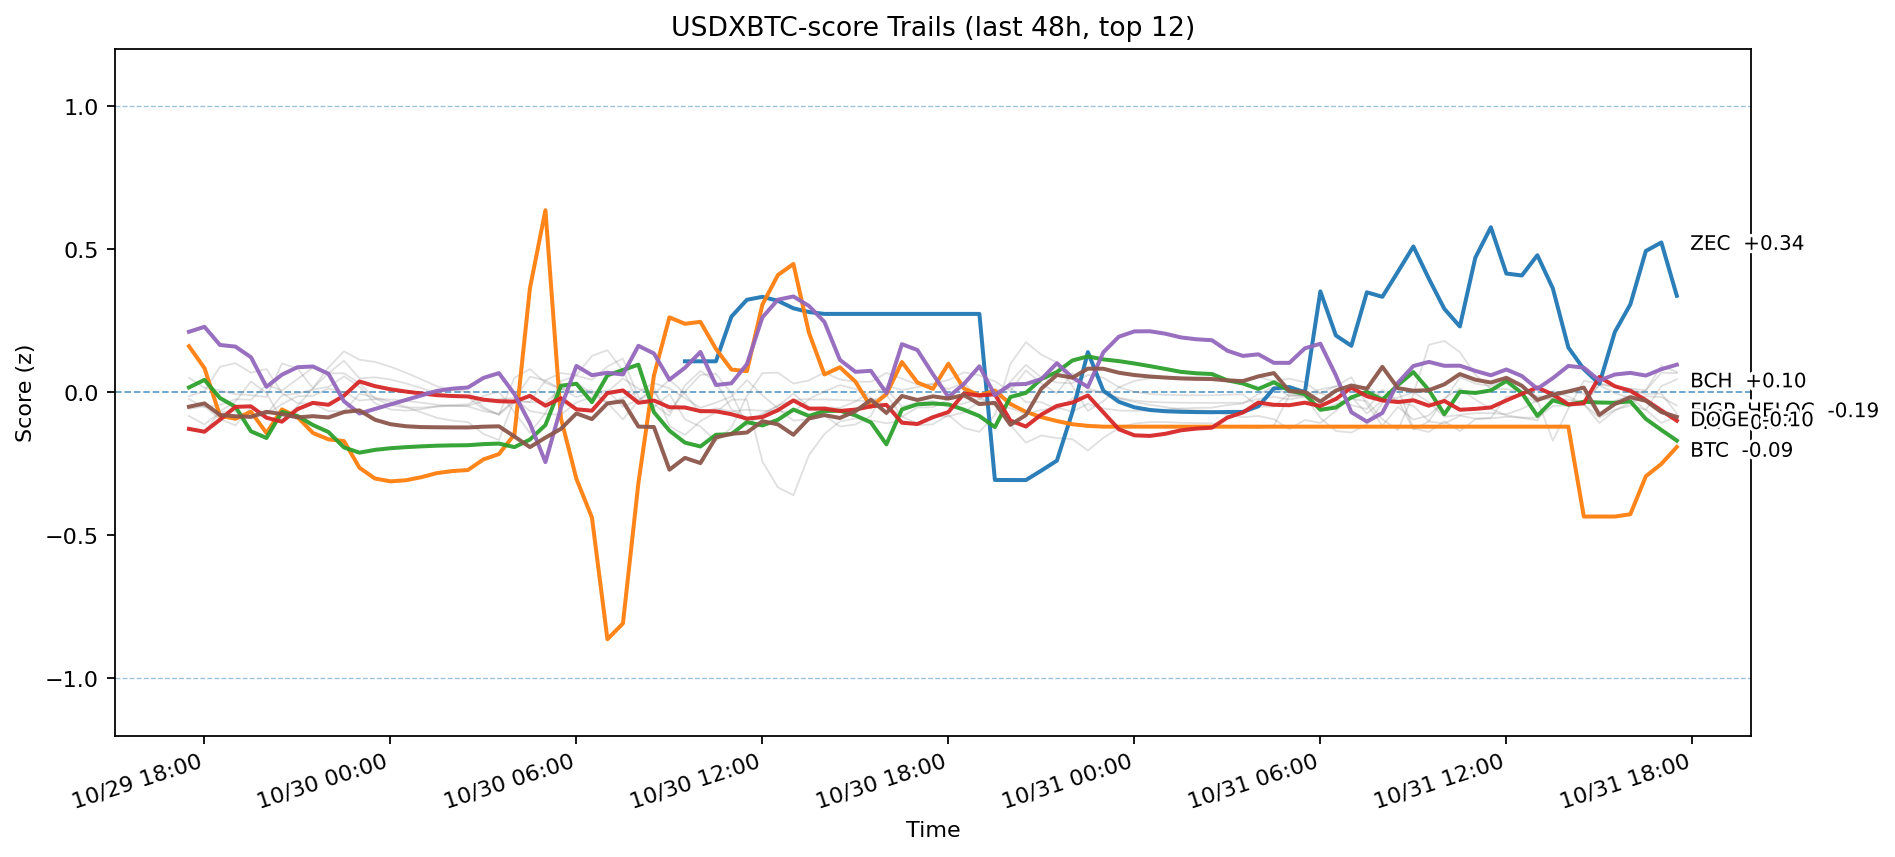 USDXBTC-score Trails (last 48h, top 12)
Score (z)
1.0
0.5
0.0
−0.5
−1.0
ZEC +0.34
BCH +0.10
-0.19
DOGE -0.10
BTC -0.09
10/29 18:00
10/30 00:00
10/30 06:00
10/30 12:00
10/30 18:00
10/31 00:00
10/31 06:00
10/31 12:00
10/31 18:00
Time